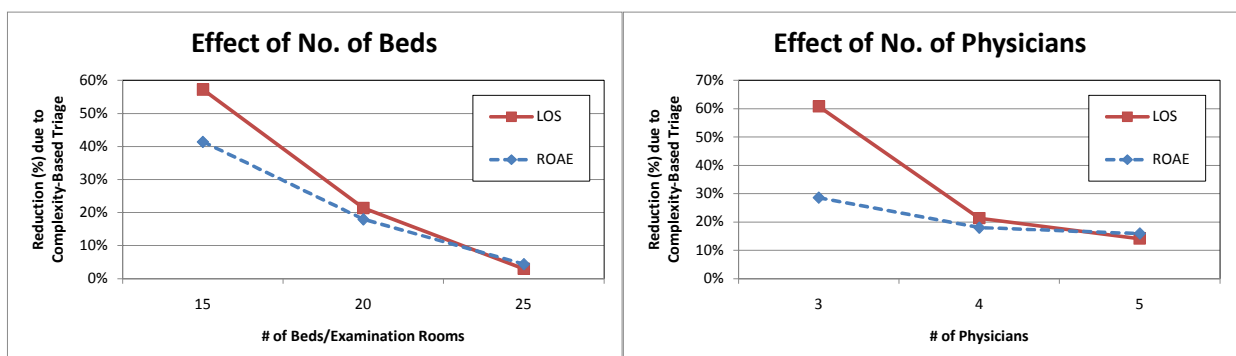 Effect of No. of Beds
Reduction (%) due to
Complexity-Based Triage
60%
50%
40%
30%
20%
10%
0%
LOS
ROAE
15 20 25
# of Beds/Examination Rooms
Effect of No. of Physicians
Reduction (%) due to
Complexity-Based Triage
70%
60%
50%
40%
30%
20%
10%
0%
LOS
ROAE
3 4 5
# of Physicians